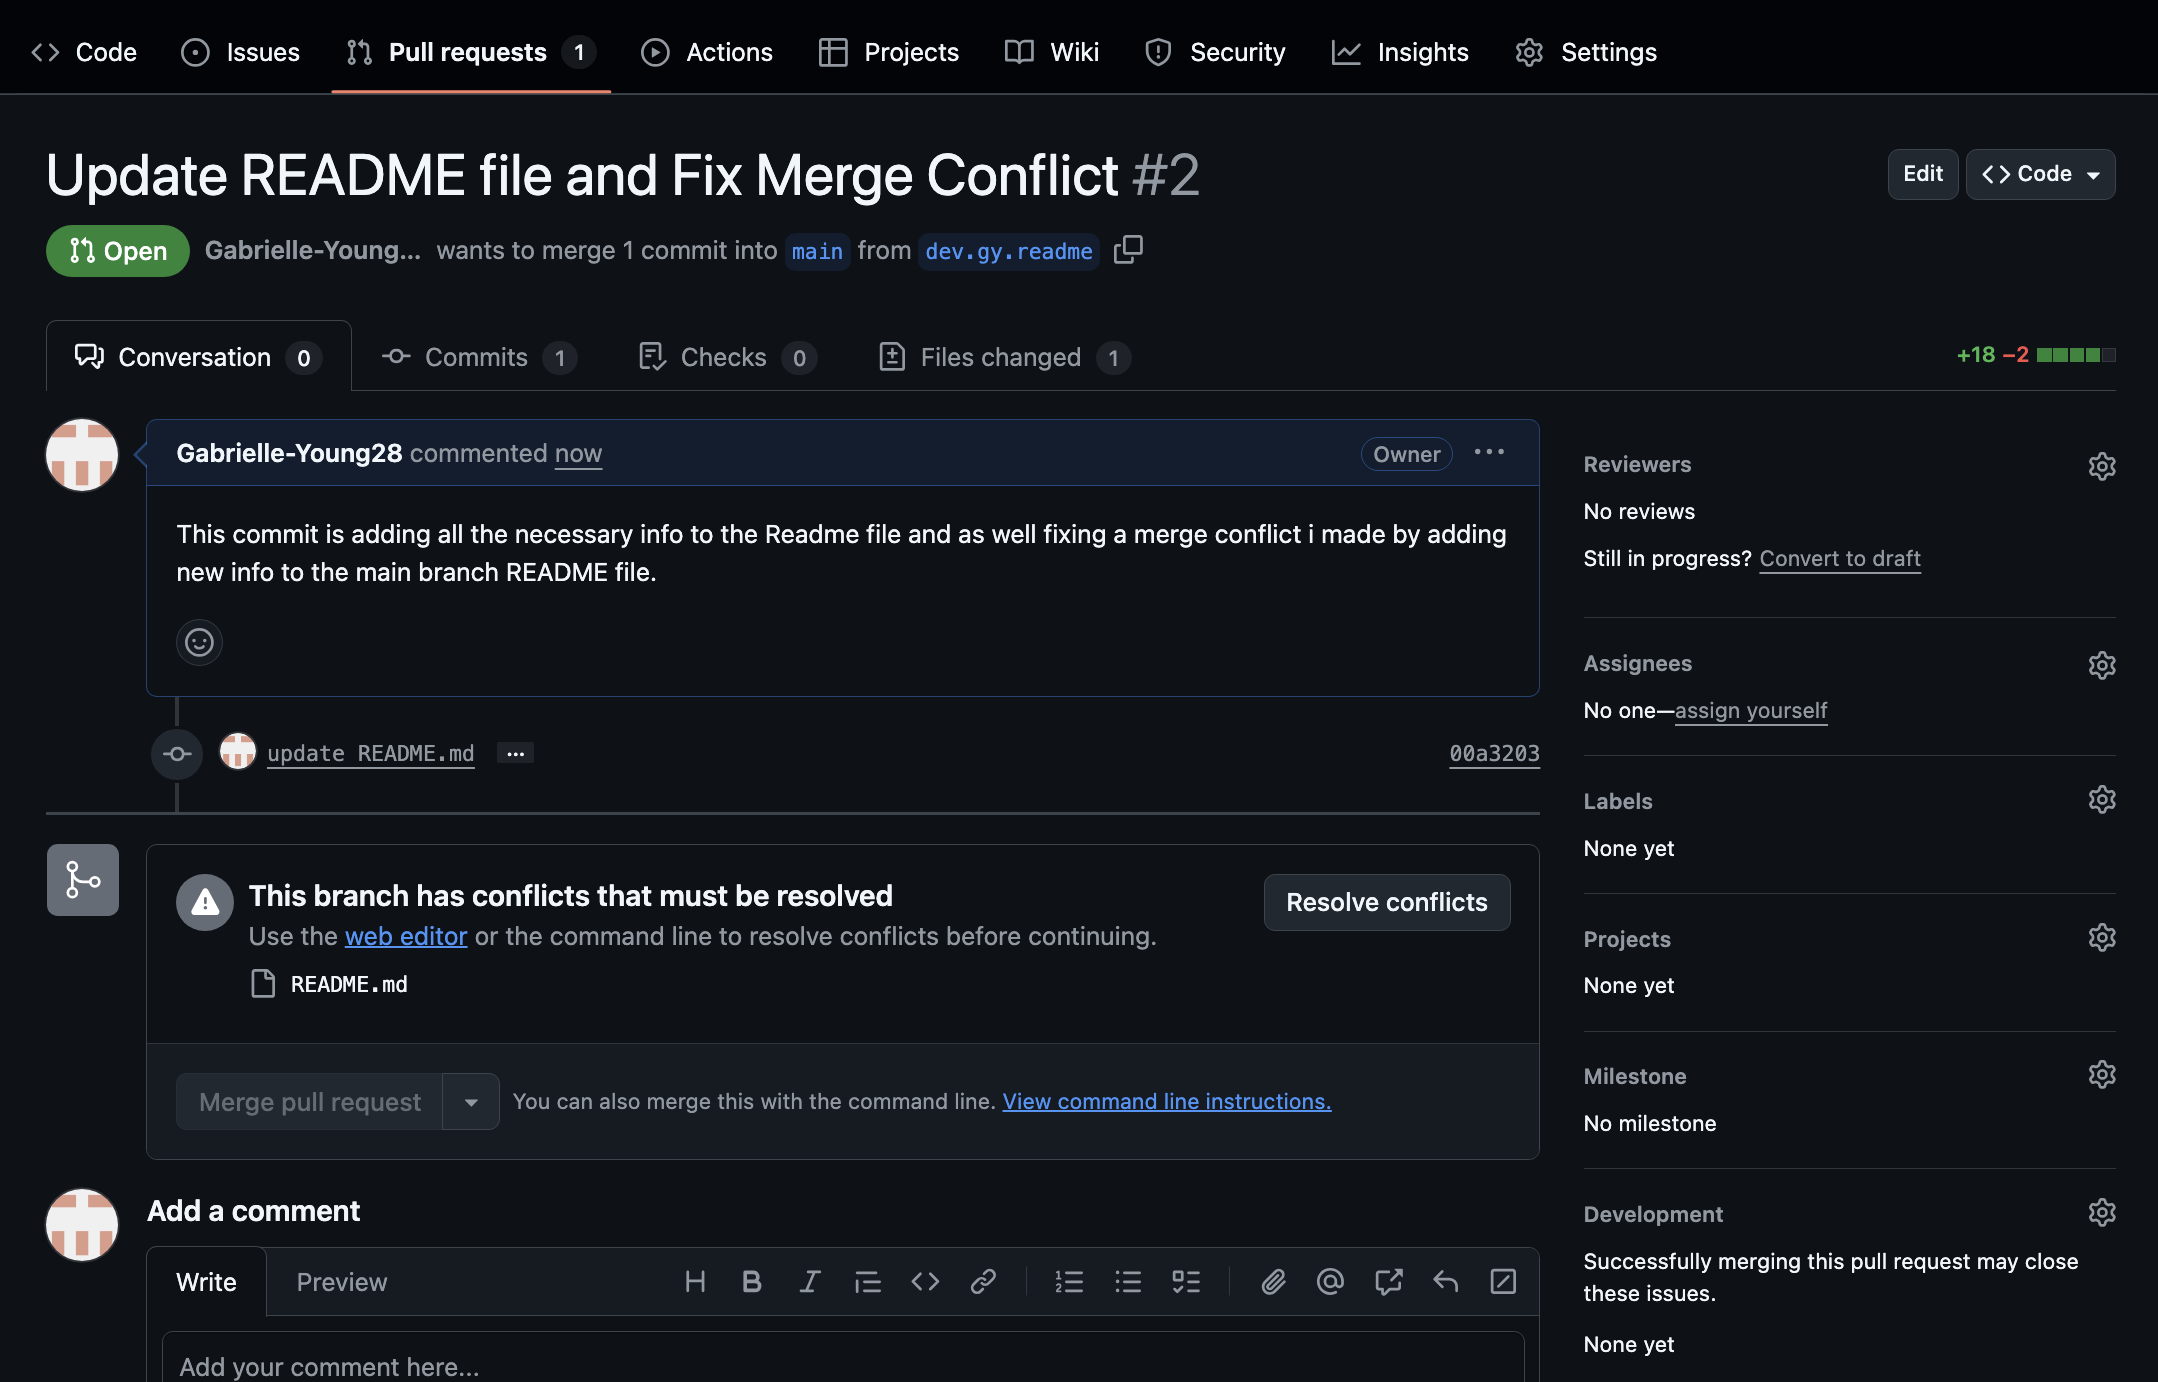 Code Issues Pull requests 1 Actions Projects Wiki Security Insights Settings
Update README file and Fix Merge Conflict #2
Edit Code
Open Gabrielle-Young... wants to merge 1 commit into main from dev.gy.readme
Conversation 0 Commits 1 Checks 0 Files changed 1
+18 −2
Gabrielle-Young28 commented now Owner ...
This commit is adding all the necessary info to the Readme file and as well fixing a merge conflict i made by adding
new info to the main branch README file.
update README.md ... 00a3203
This branch has conflicts that must be resolved
Use the web editor or the command line to resolve conflicts before continuing.
README.md
Resolve conflicts
Merge pull request You can also merge this with the command line. View command line instructions.
Add a comment
Write Preview
Add your comment here...
Reviewers
No reviews
Still in progress? Convert to draft
Assignees
No one—assign yourself
Labels
None yet
Projects
None yet
Milestone
No milestone
Development
Successfully merging this pull request may close
these issues.
None yet